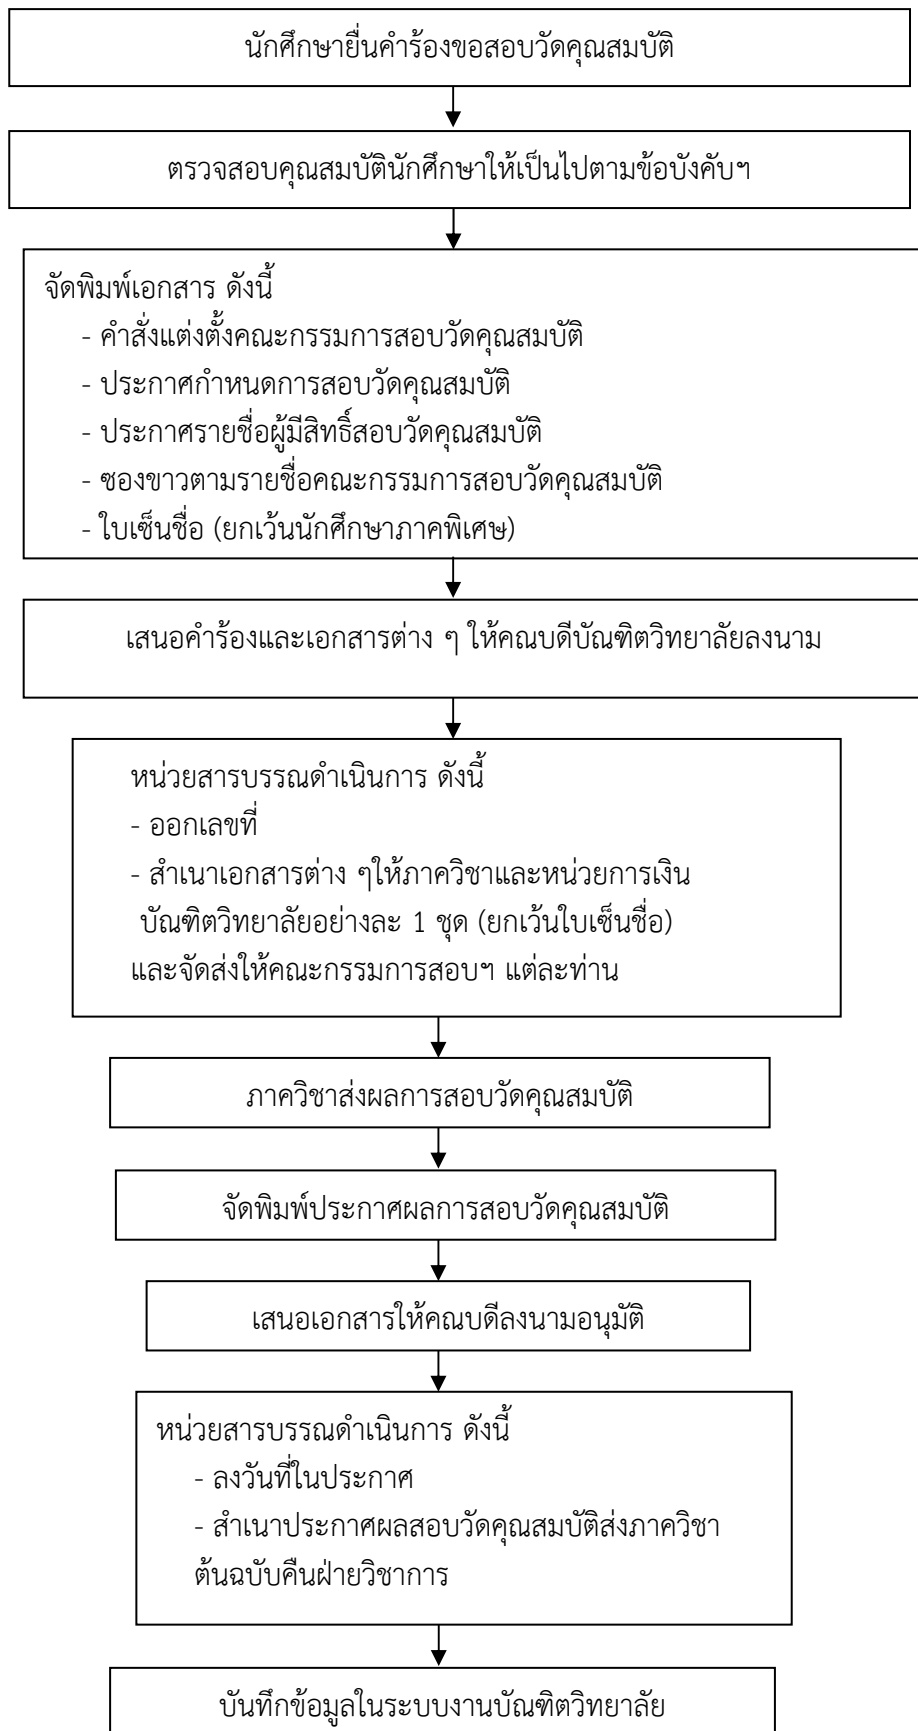 นักศึกษายื่นคำร้องขอสอบวัดคุณสมบัติ
ตรวจสอบคุณสมบัตินักศึกษาให้เป็นไปตามข้อบังคับฯ
จัดพิมพ์เอกสาร ดังนี้
- คำสั่งแต่งตั้งคณะกรรมการสอบวัดคุณสมบัติ
- ประกาศกำหนดการสอบวัดคุณสมบัติ
- ประกาศรายชื่อผู้มีสิทธิ์สอบวัดคุณสมบัติ
- ซองขาวตามรายชื่อคณะกรรมการสอบวัดคุณสมบัติ
- ใบเซ็นชื่อ (ยกเว้นนักศึกษาภาคพิเศษ)
เสนอคำร้องและเอกสารต่าง ๆ ให้คณบดีบัณฑิตวิทยาลัยลงนาม
หน่วยสารบรรณดำเนินการ ดังนี้
- ออกเลขที่
- สำเนาเอกสารต่าง ๆให้ภาควิชาและหน่วยการเงิน
บัณฑิตวิทยาลัยอย่างละ 1 ชุด (ยกเว้นใบเซ็นชื่อ)
และจัดส่งให้คณะกรรมการสอบฯ แต่ละท่าน
ภาควิชาส่งผลการสอบวัดคุณสมบัติ
จัดพิมพ์ประกาศผลการสอบวัดคุณสมบัติ
เสนอเอกสารให้คณบดีลงนามอนุมัติ
หน่วยสารบรรณดำเนินการ ดังนี้
- ลงวันที่ในประกาศ
- สำเนาประกาศผลสอบวัดคุณสมบัติส่งภาควิชา
ต้นฉบับคืนฝ่ายวิชาการ
บันทึกข้อมูลในระบบงานบัณฑิตวิทยาลัย